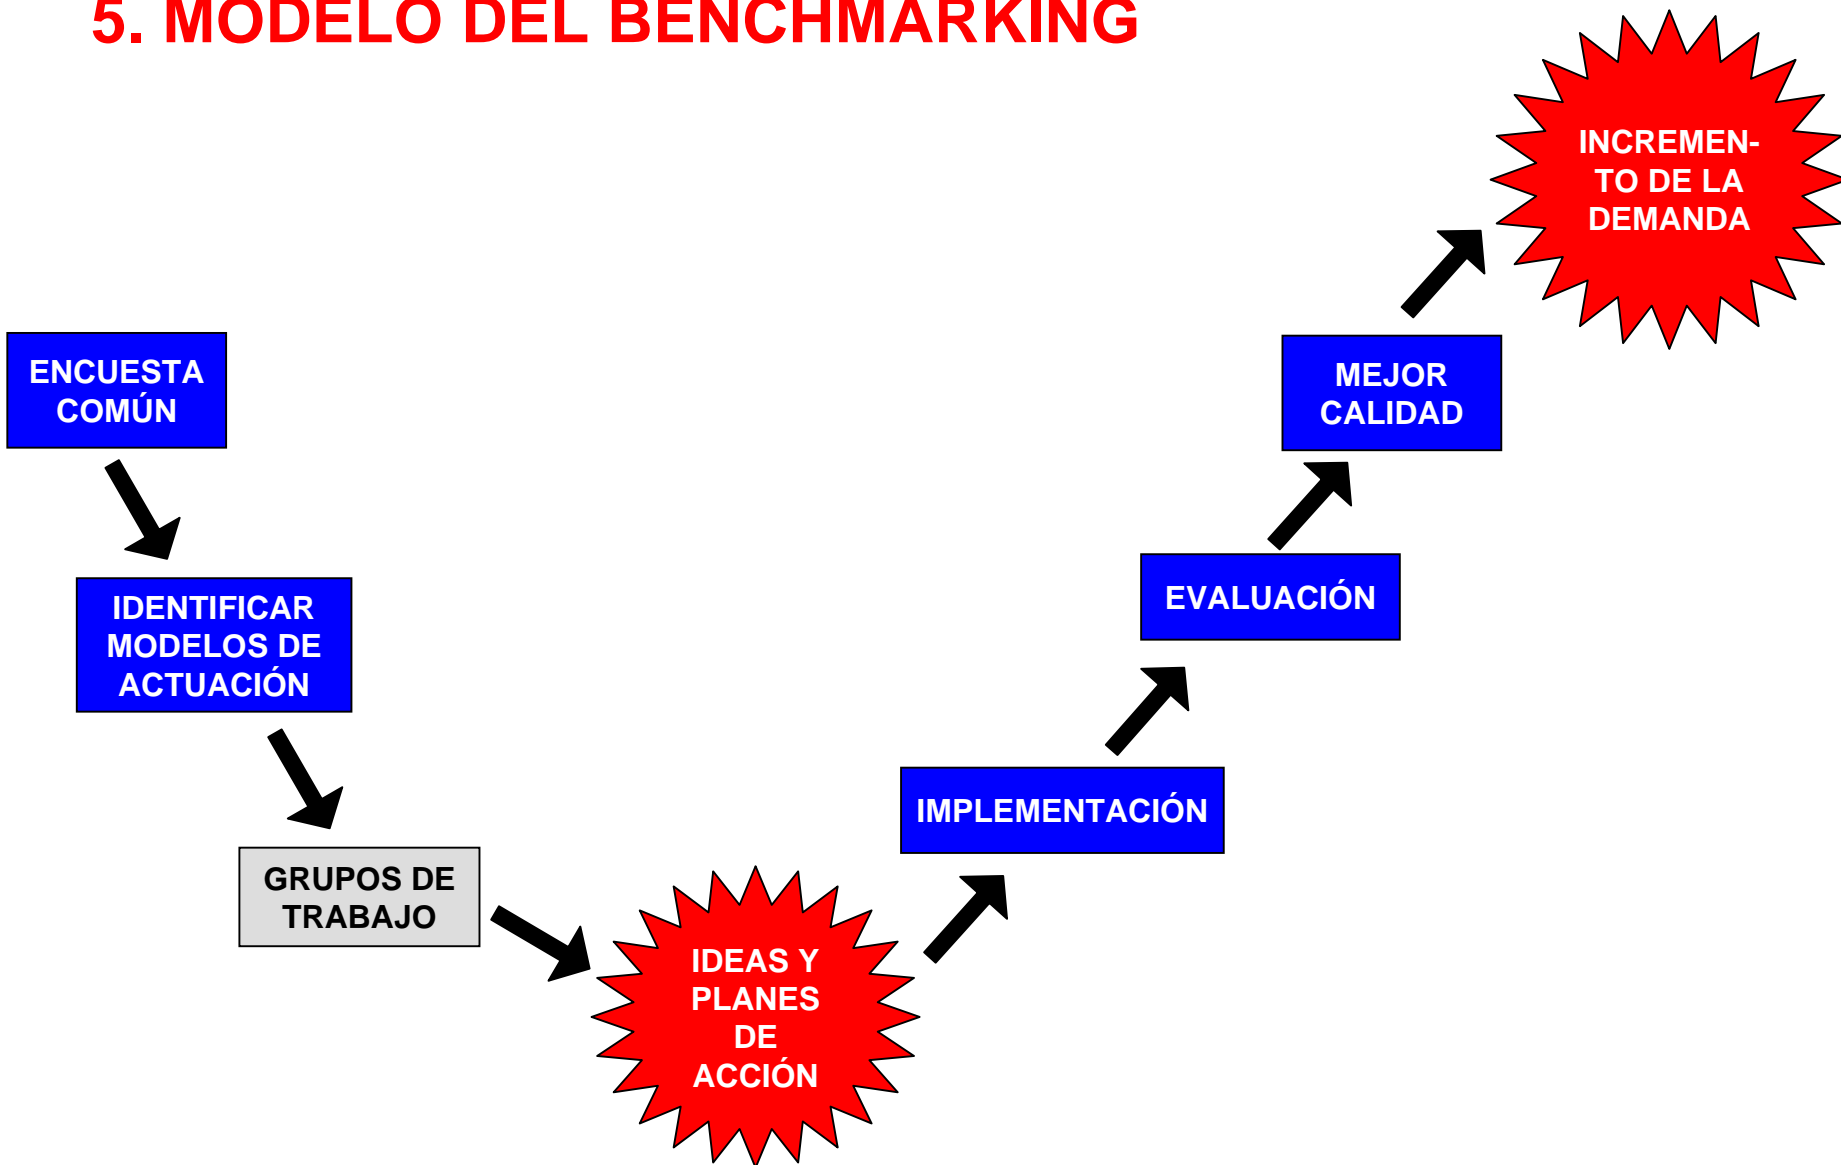 5. MODELO DEL BENCHMARKING
ENCUESTA
COMÚN
IDENTIFICAR
MODELOS DE
ACTUACIÓN
GRUPOS DE
TRABAJO
IDEAS Y
PLANES
DE
ACCIÓN
IMPLEMENTACIÓN
EVALUACIÓN
MEJOR
CALIDAD
INCREMEN-
TO DE LA
DEMANDA